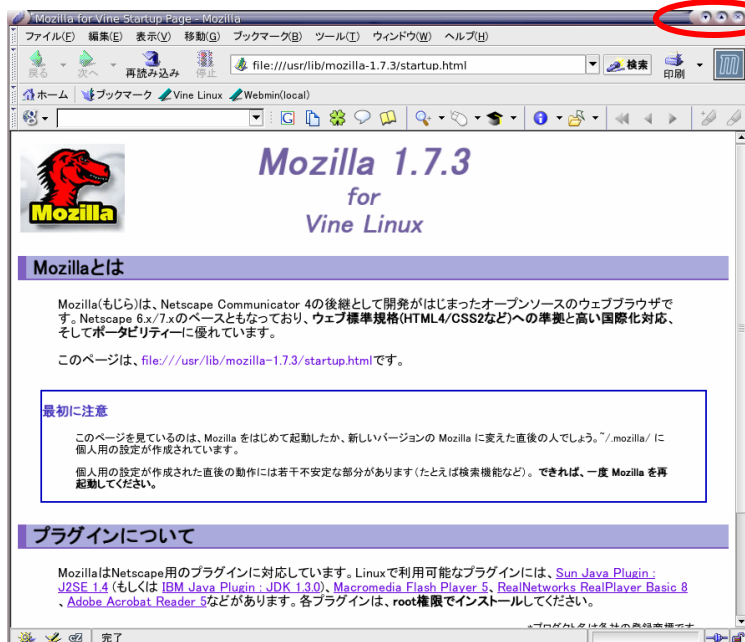 Mozilla for Vine Startup Page - Mozilla
ファイル(F) 編集(E) 表示(V) 移動(G) ブックマーク(B) ツール(T) ウィンドウ(W) ヘルプ(H)
戻る 次へ 再読み込み 停止 file:///usr/lib/mozilla-1.7.3/startup.html 検索 印刷
ホーム ブックマーク Vine Linux Webmin(local)
Mozilla
Mozilla 1.7.3
for
Vine Linux
Mozillaとは
Mozilla(もじら)は、Netscape Communicator 4の後継として開発がはじまったオープンソースのウェブブラウザで
す。Netscape 6.x/7.xのベースともなっており、ウェブ標準規格(HTML4/CSS2など)への準拠と高い国際化対応、
そしてポータビリティーに優れています。
このページは、file:///usr/lib/mozilla-1.7.3/startup.htmlです。
最初に注意
このページを見ているのは、Mozilla をはじめて起動したか、新しいバージョンの Mozilla に変えた直後の人でしょう。~/.mozilla/ に
個人用の設定が作成されています。
個人用の設定が作成された直後の動作には若干不安定な部分があります(たとえば検索機能など)。できれば、一度 Mozilla を再
起動してください。
プラグインについて
MozillaはNetscape用のプラグインに対応しています。Linuxで利用可能なプラグインには、Sun Java Plugin :
J2SE 1.4 (もしくは IBM Java Plugin : JDK 1.3.0)、Macromedia Flash Player 5、RealNetworks RealPlayer Basic 8
、Adobe Acrobat Reader 5などがあります。各プラグインは、root権限でインストールしてください。
*プロダクト名は各社の登録商標です
完了